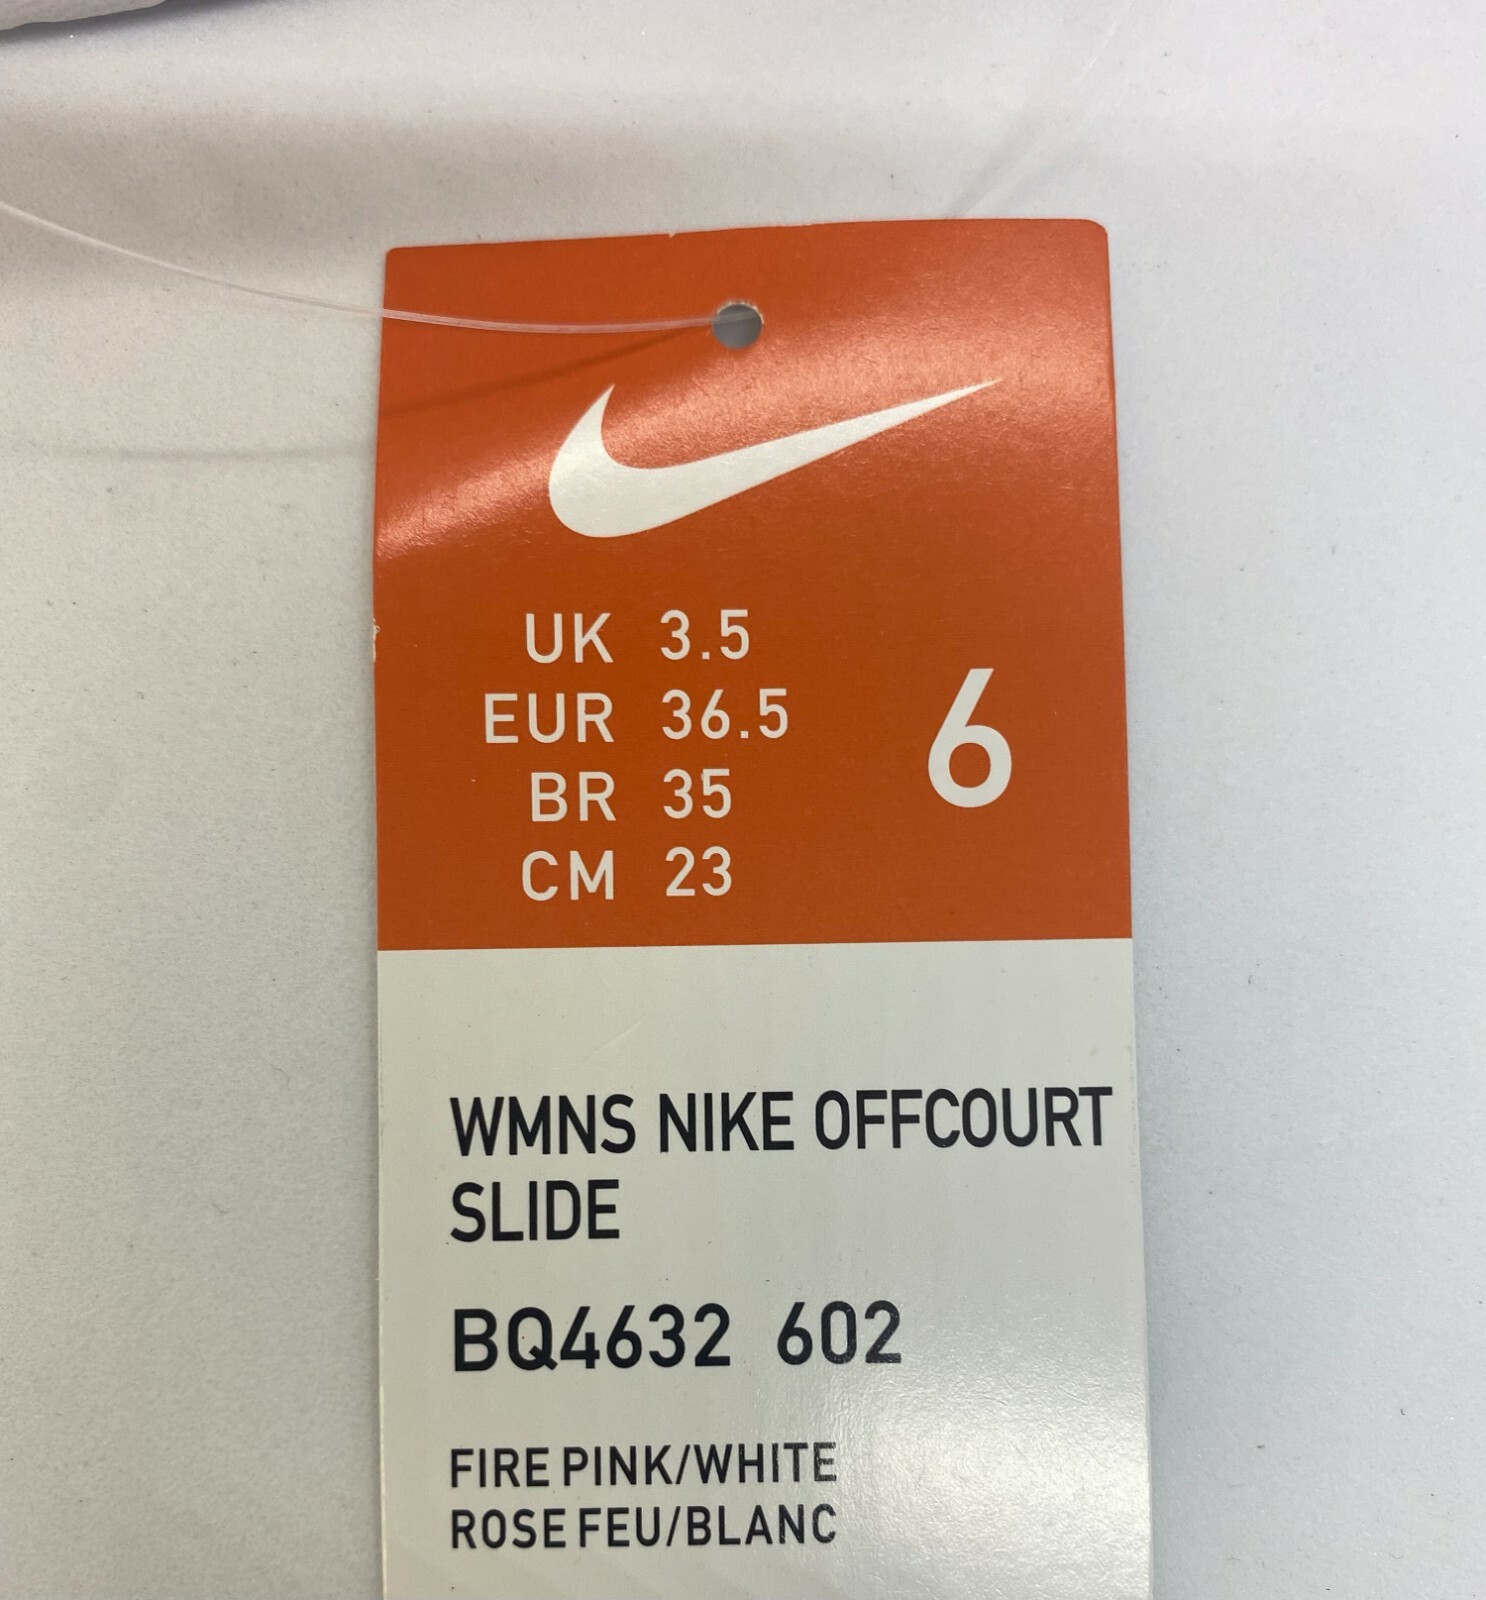 UK 3.5
EUR 36.5
BR 35
CM 23
6
WMNS NIKE OFFCOURT
SLIDE
BQ4632 602
FIRE PINK/WHITE
ROSE FEU/BLANC